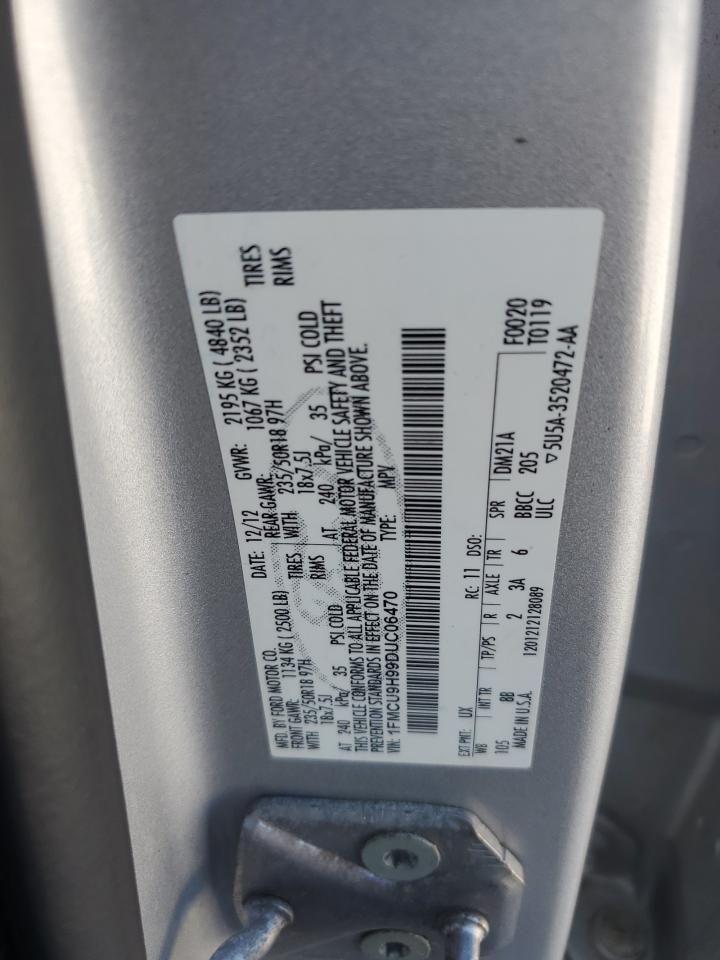 MFD. BY FORD MOTOR CO. DATE: 12/12 GVWR: 2195 KG ( 4840 LB)
FRONT GAWR: 1134 KG ( 2500 LB) REAR GAWR: 1067 KG ( 2352 LB)
WITH 235/50R18 97H TIRES WITH 235/50R18 97H TIRES
18x7.5J RIMS 18x7.5J RIMS
AT 240 kPa/ 35 PSI COLD AT 240 kPa/ 35 PSI COLD
THIS VEHICLE CONFORMS TO ALL APPLICABLE FEDERAL MOTOR VEHICLE SAFETY AND THEFT
PREVENTION STANDARDS IN EFFECT ON THE DATE OF MANUFACTURE SHOWN ABOVE.
VIN: 1FMCU9H99DUC06470 TYPE: MPV
EXT PNT: UX RC: 11 DSO: F0020
WB INT TR TP/PS R AXLE TR SPR DM21A T0119
105 8B 2 3A 6 BBCC 205
MADE IN U.S.A. 120121212128089 ULC ▽5U5A-3520472-AA